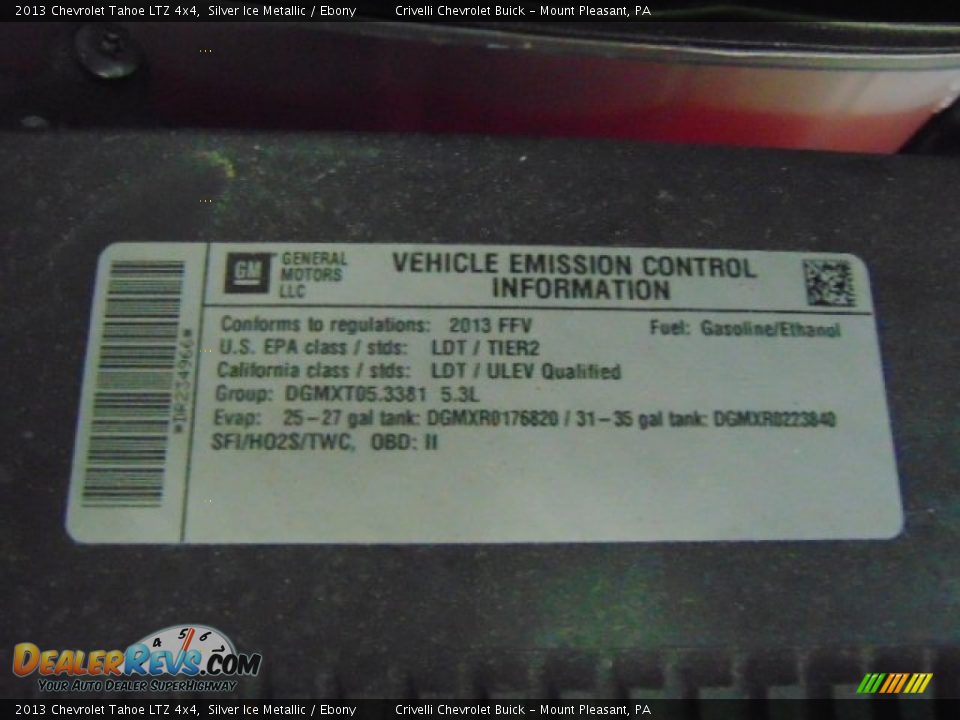 2013 Chevrolet Tahoe LTZ 4x4, Silver Ice Metallic / Ebony Crivelli Chevrolet Buick - Mount Pleasant, PA
GM GENERAL MOTORS LLC
VEHICLE EMISSION CONTROL
INFORMATION
*DR234966*
Conforms to regulations: 2013 FFV Fuel: Gasoline/Ethanol
U.S. EPA class / stds: LDT / TIER2
California class / stds: LDT / ULEV Qualified
Group: DGMXT05.3381 5.3L
Evap: 25-27 gal tank: DGMXR0176820 / 31-35 gal tank: DGMXR0223840
SFI/HO2S/TWC, OBD: II
4 5 6
DEALERREVS.COM
YOUR AUTO DEALER SUPERHIGHWAY
2013 Chevrolet Tahoe LTZ 4x4, Silver Ice Metallic / Ebony Crivelli Chevrolet Buick - Mount Pleasant, PA